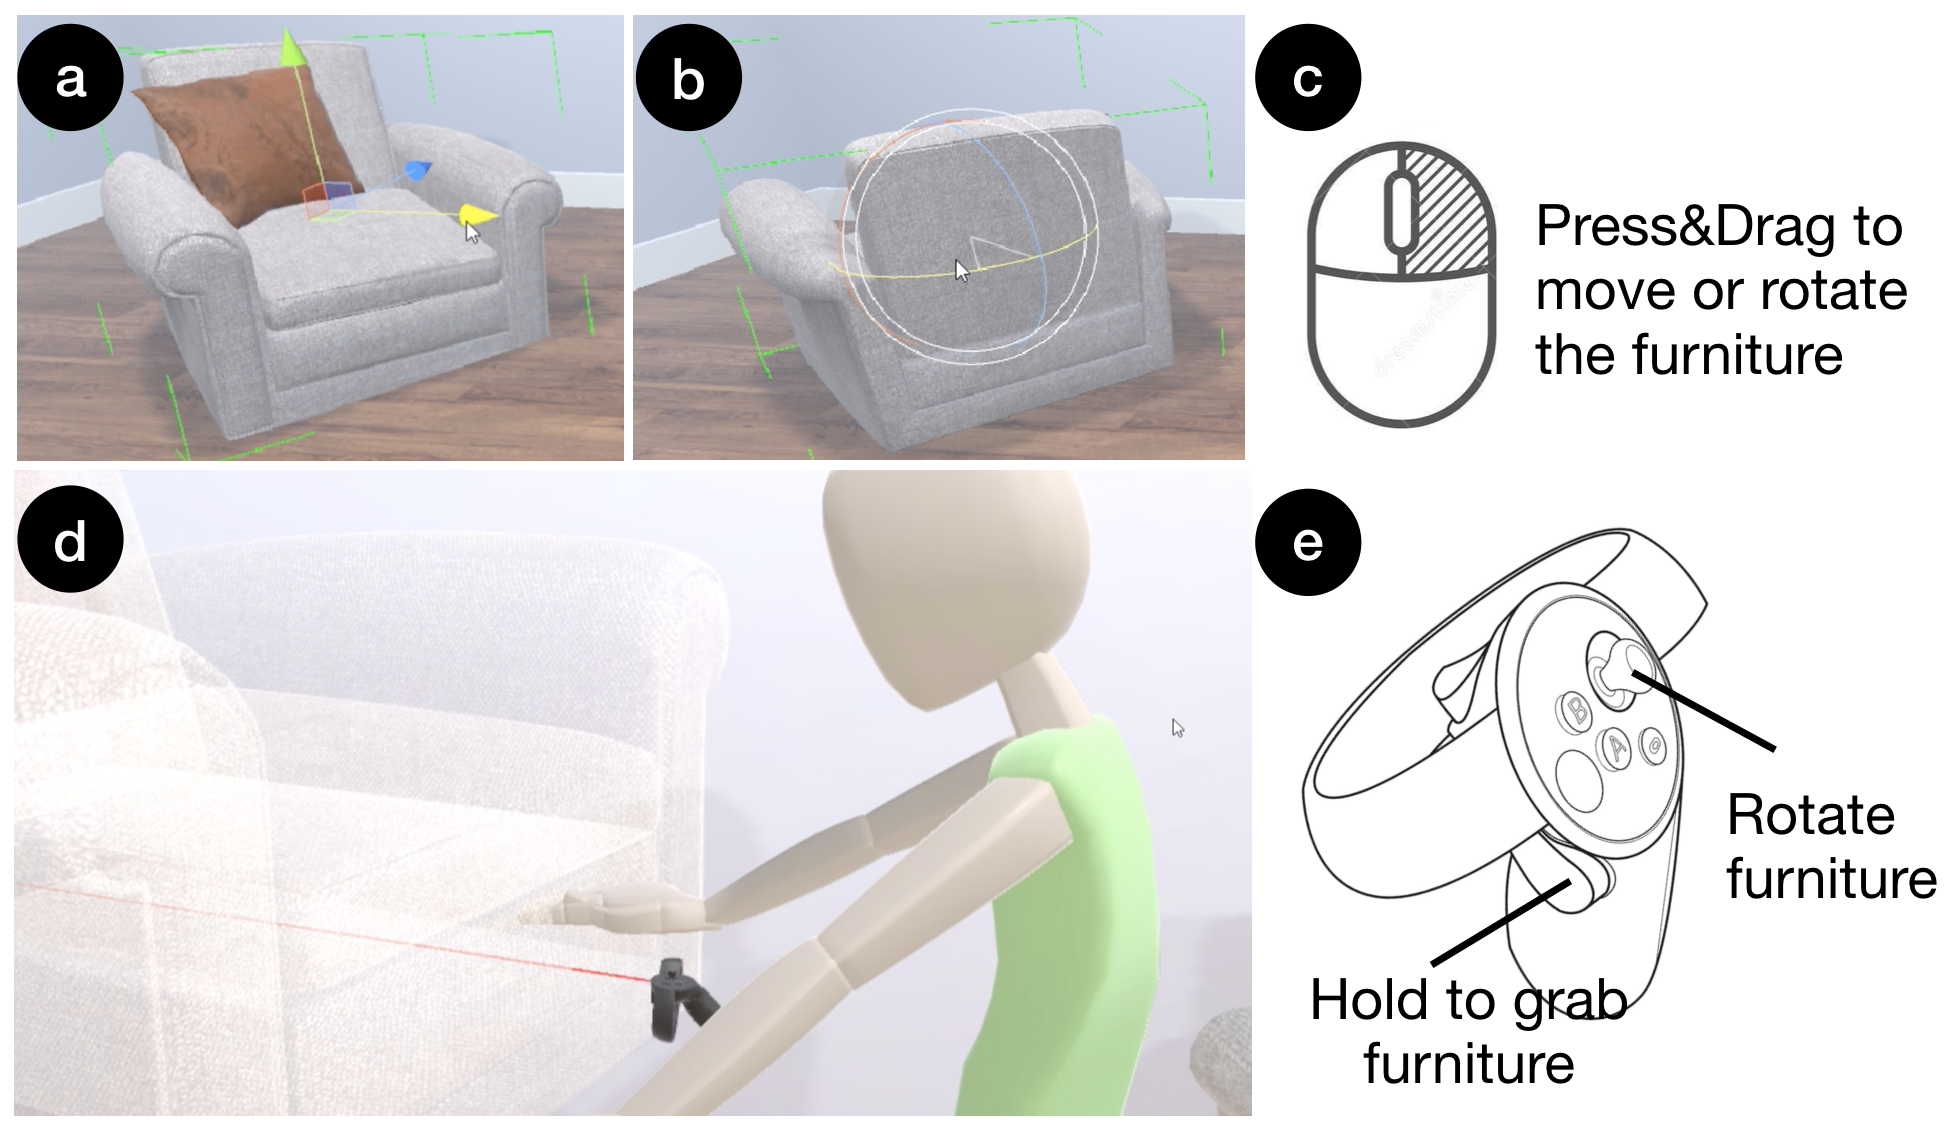 a
b
c
Press&Drag to
move or rotate
the furniture
d
e
B
A
Rotate
furniture
Hold to grab
furniture